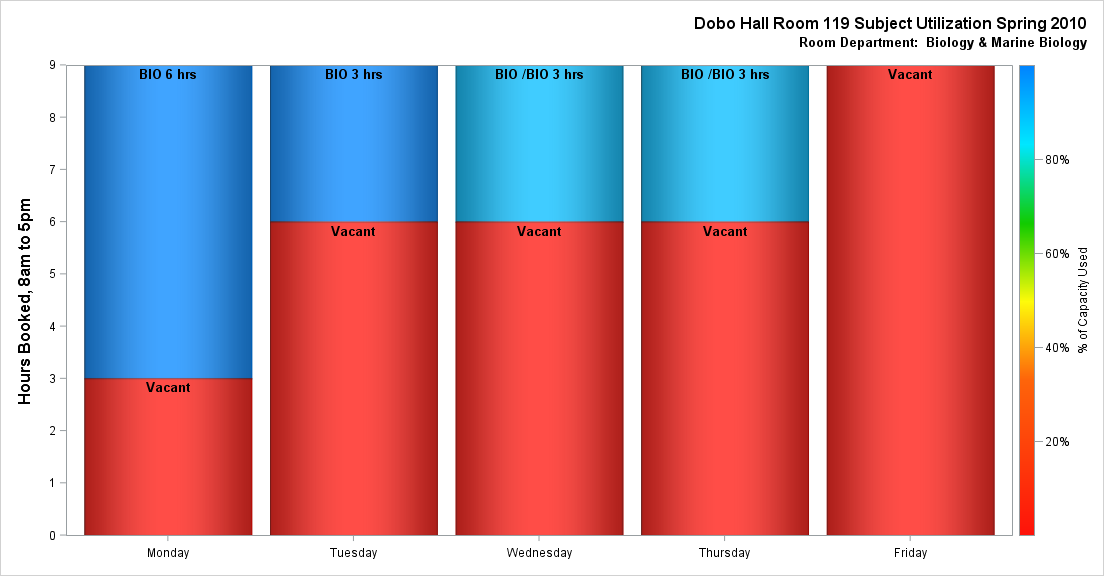 Dobo Hall Room 119 Subject Utilization Spring 2010
Room Department:  Biology & Marine Biology
Hours Booked, 8am to 5pm
9
8
7
6
5
4
3
2
1
0
BIO 6 hrs
Vacant
BIO 3 hrs
Vacant
BIO /BIO 3 hrs
Vacant
BIO /BIO 3 hrs
Vacant
Vacant
Monday
Tuesday
Wednesday
Thursday
Friday
80%
60%
40%
20%
% of Capacity Used